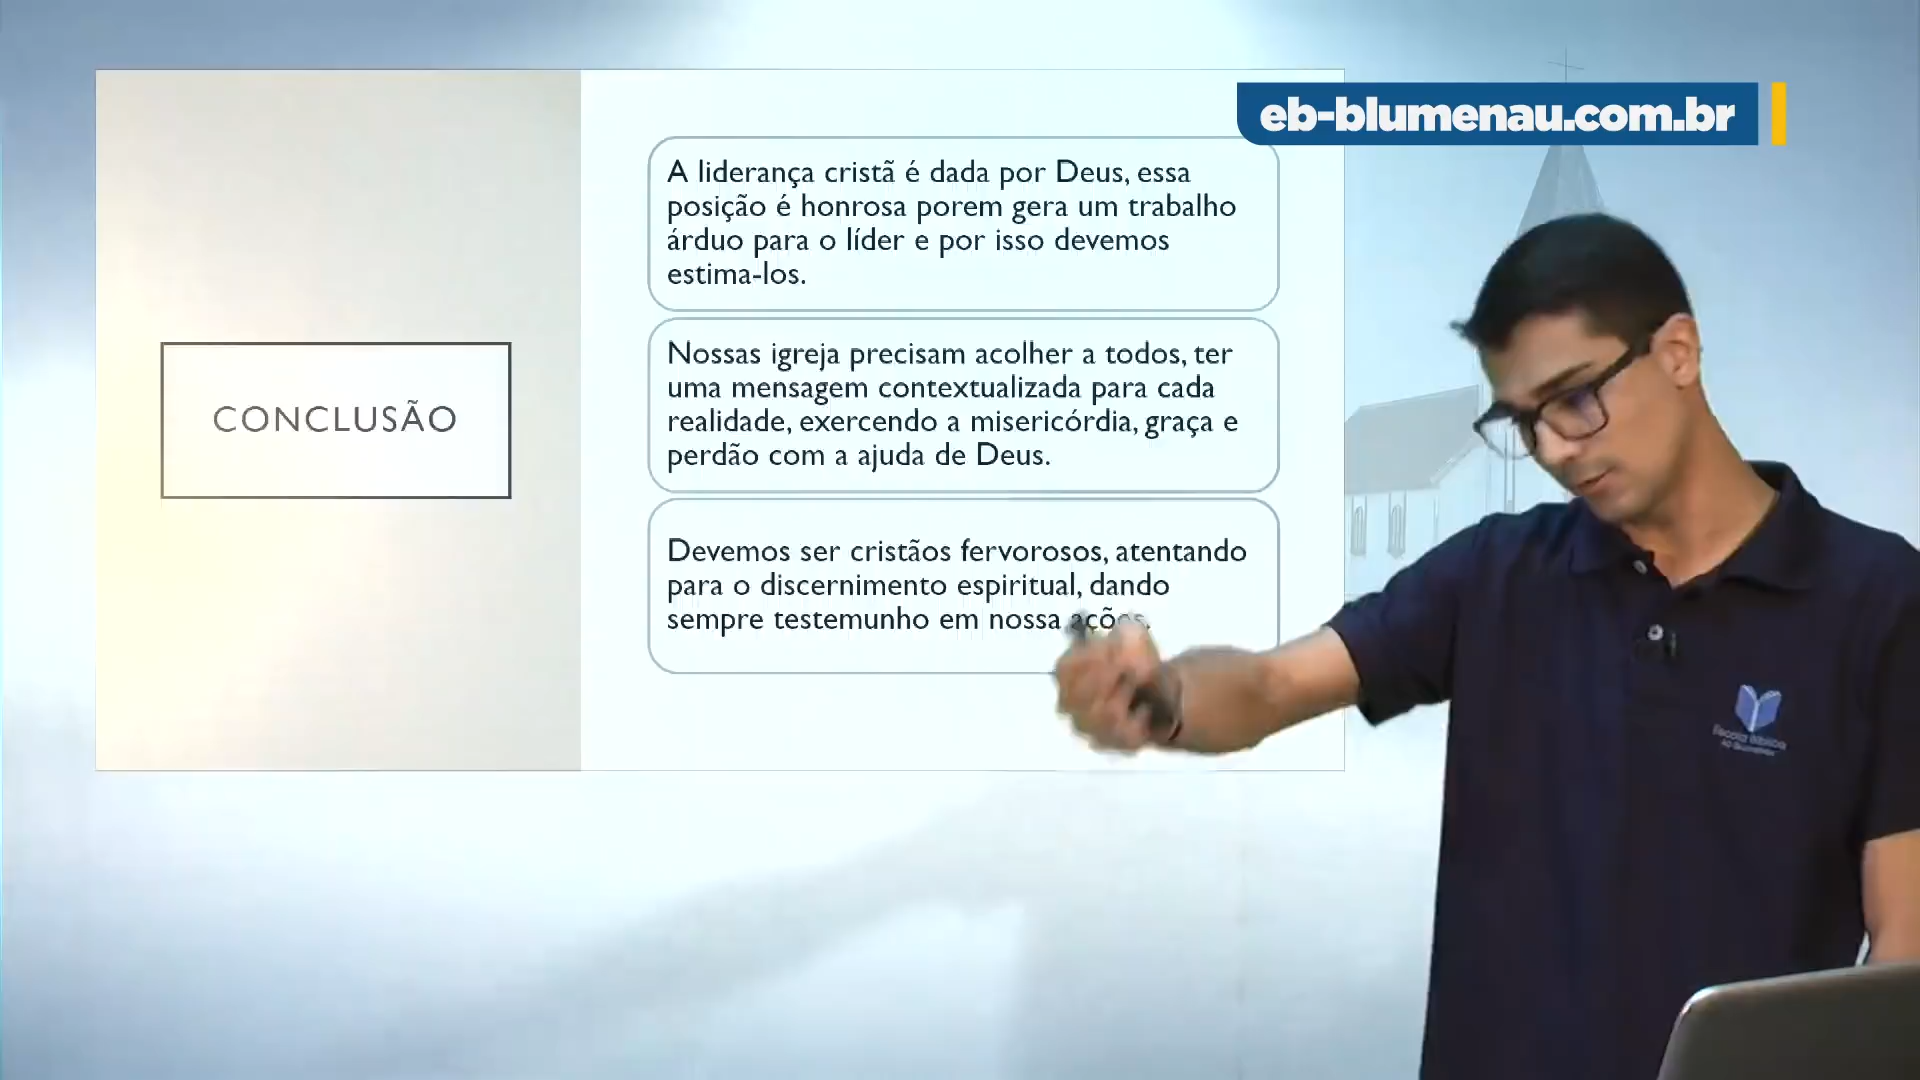 eb-blumenau.com.br
A liderança cristã é dada por Deus, essa
posição é honrosa porem gera um trabalho
árduo para o líder e por isso devemos
estima-los.
CONCLUSÃO
Nossas igreja precisam acolher a todos, ter
uma mensagem contextualizada para cada
realidade, exercendo a misericórdia, graça e
perdão com a ajuda de Deus.
Devemos ser cristãos fervorosos, atentando
para o discernimento espiritual, dando
sempre testemunho em nossa ações.
Escola Bíblica